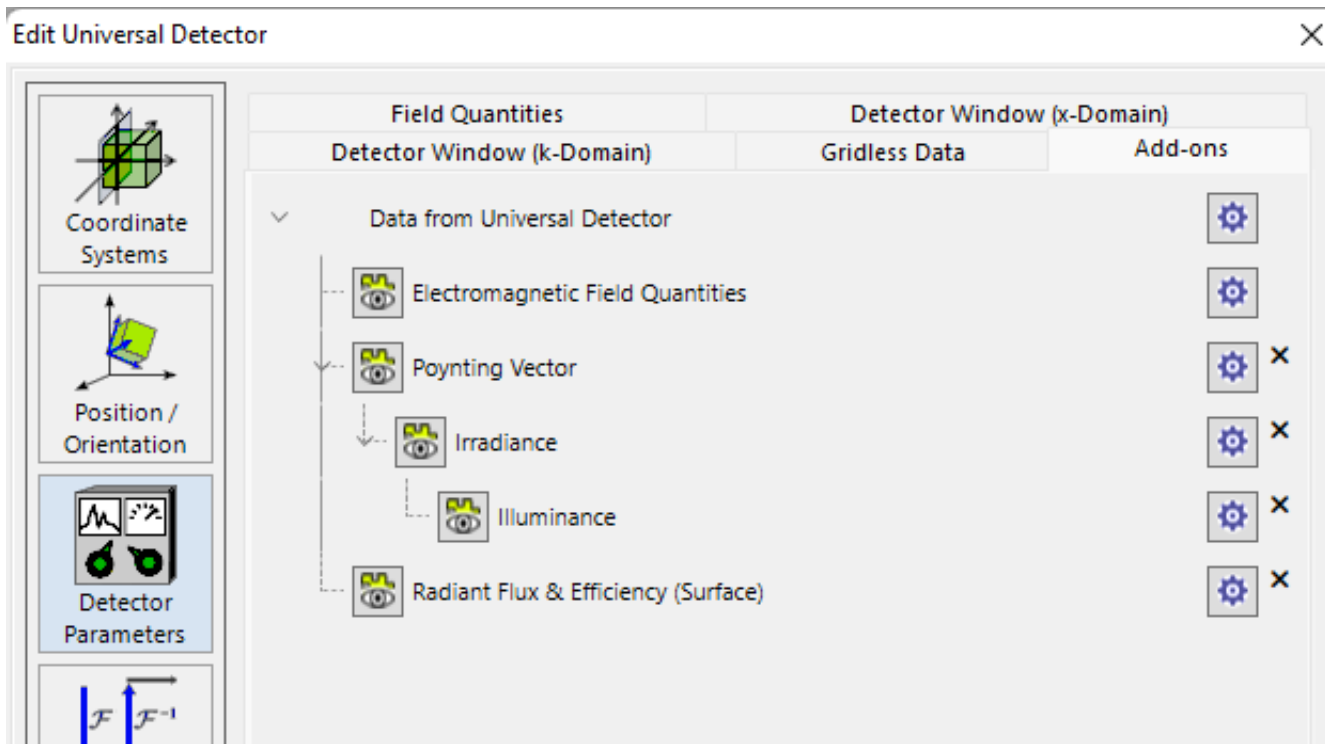 Edit Universal Detector
Coordinate
Systems
Position /
Orientation
Detector
Parameters
ℱ ℱ⁻¹
Field Quantities
Detector Window (x-Domain)
Detector Window (k-Domain)
Gridless Data
Add-ons
Data from Universal Detector
Electromagnetic Field Quantities
Poynting Vector
Irradiance
Illuminance
Radiant Flux & Efficiency (Surface)